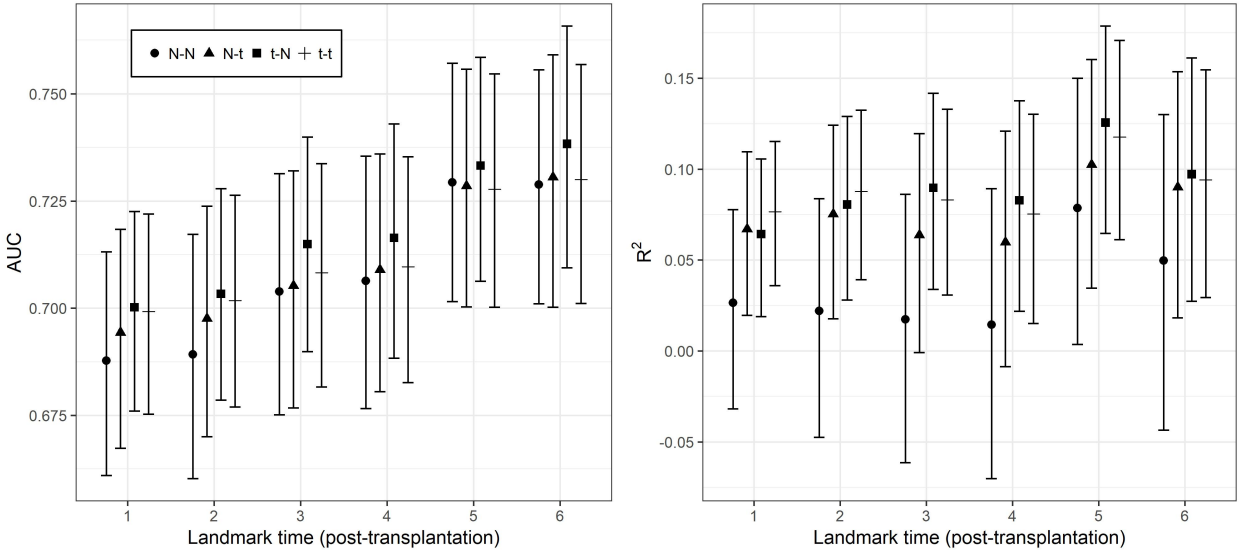 AUC
0.750
0.725
0.700
0.675
N-N N-t t-N t-t
1 2 3 4 5 6
Landmark time (post-transplantation)
R²
0.15
0.10
0.05
0.00
-0.05
1 2 3 4 5 6
Landmark time (post-transplantation)